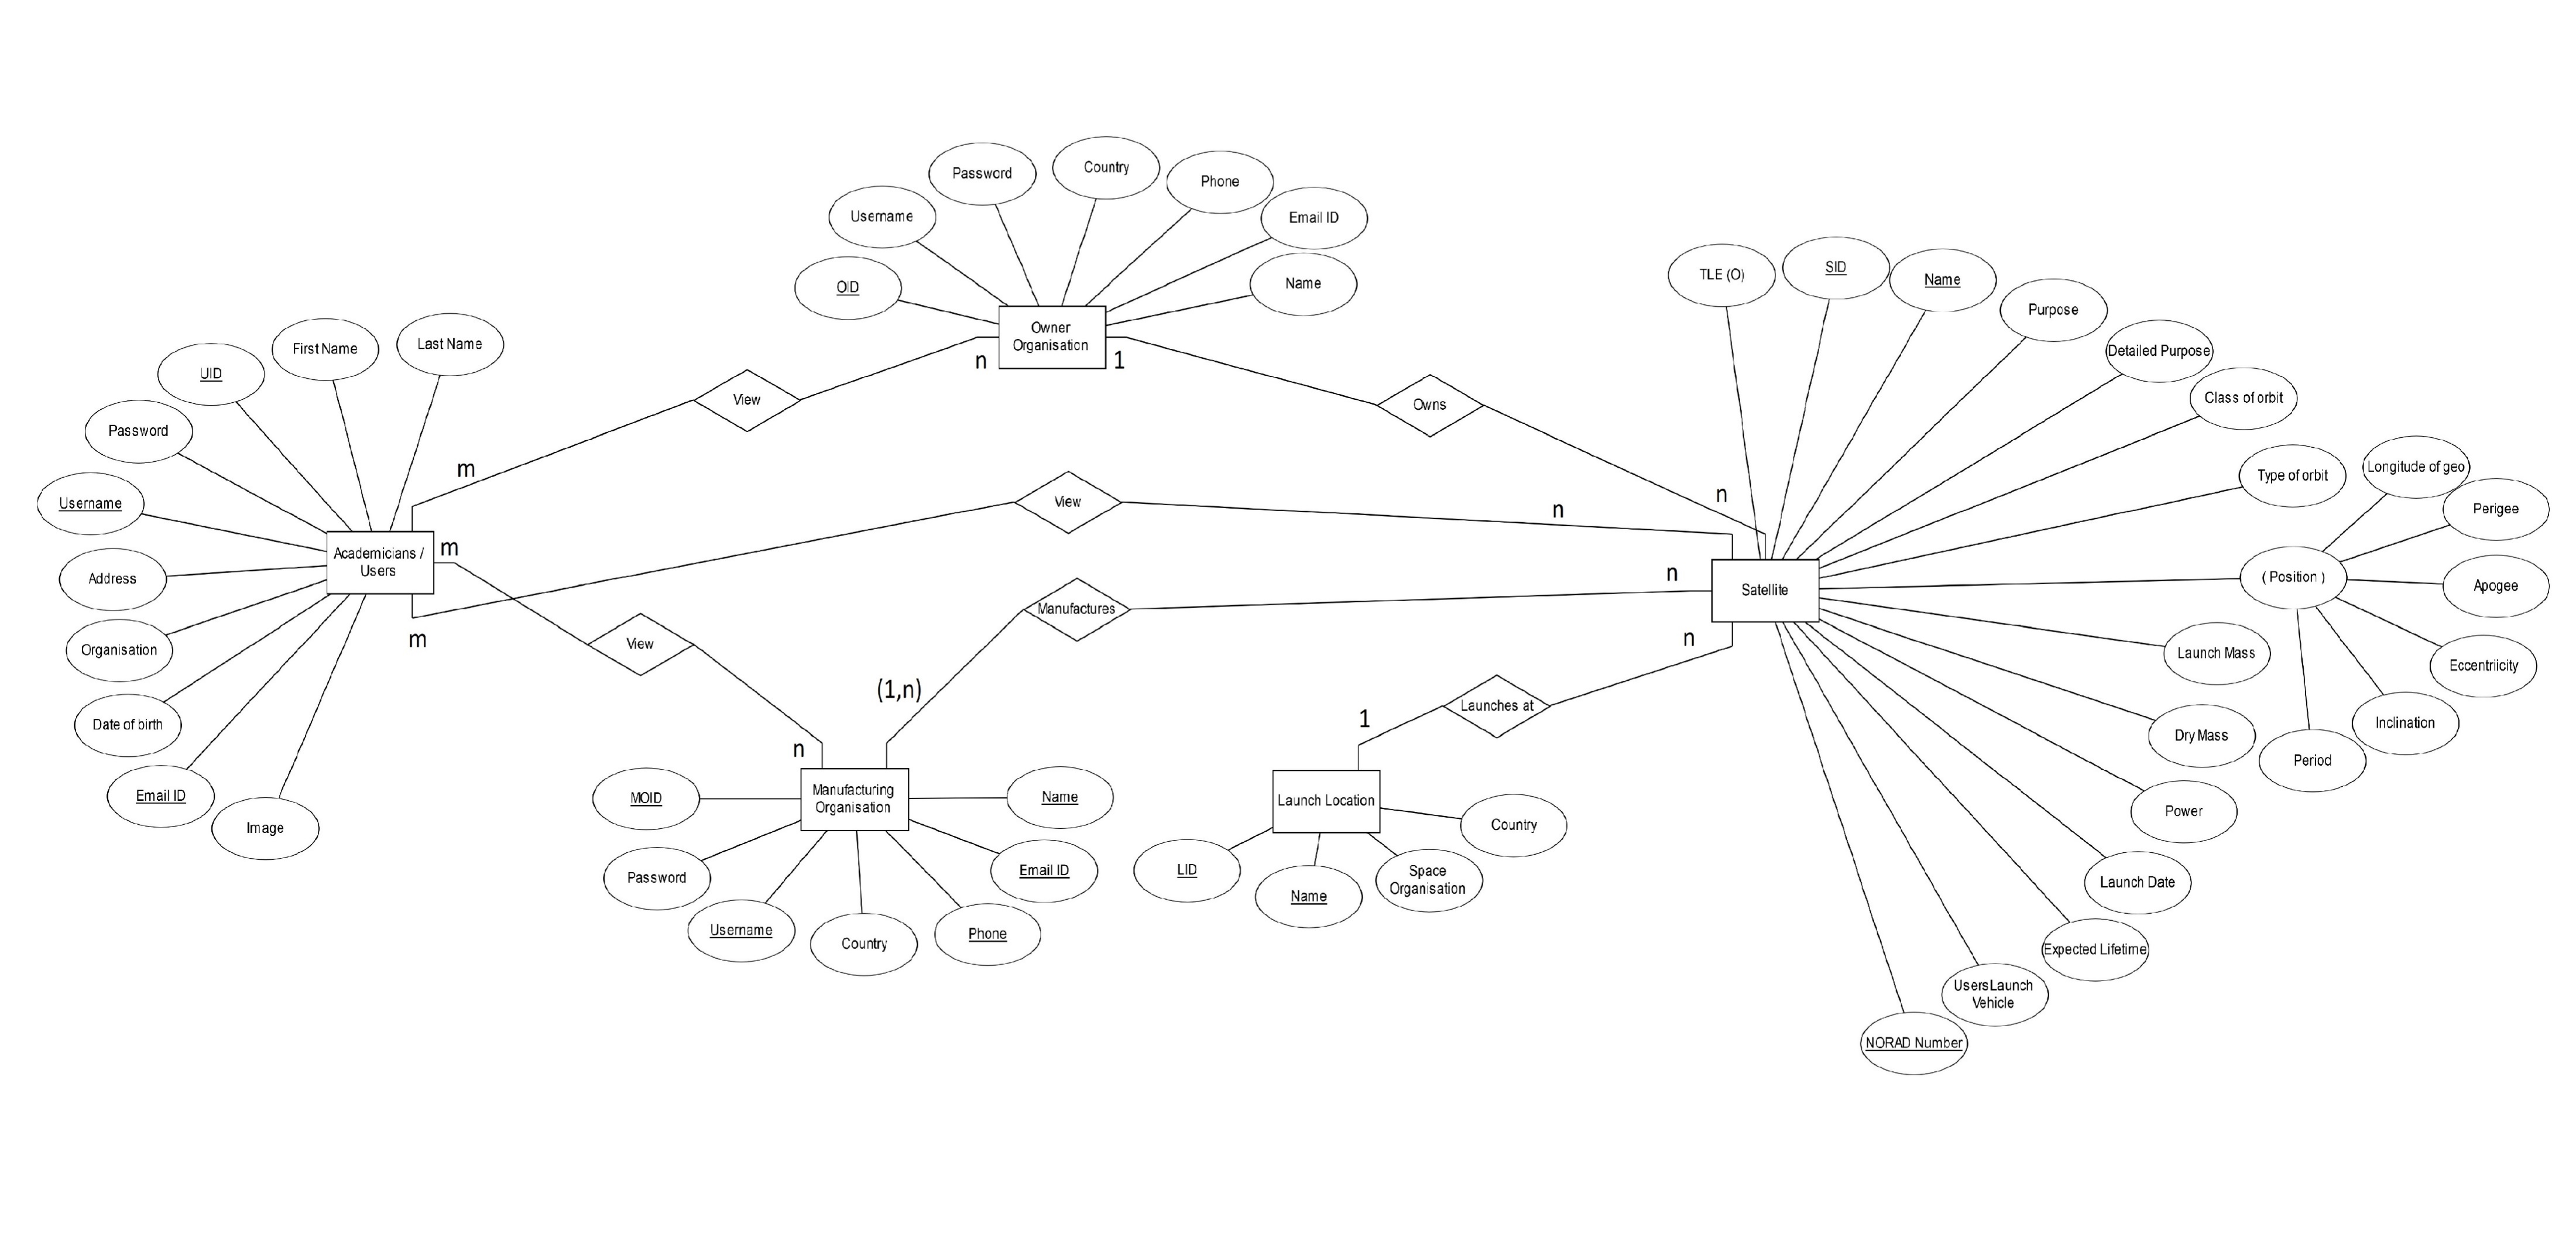 Password
Country
Phone
Username
Email ID
OID
Name
Owner
Organisation
n
1
View
Owns
m
n
First Name
Last Name
UID
Password
Username
Address
Organisation
Date of birth
Email ID
Image
Academicians /
Users
m
m
View
n
View
n
Manufactures
n
(1,n)
n
Launches at
1
Manufacturing
Organisation
MOID
Password
Username
Country
Phone
Email ID
Name
Launch Location
LID
Name
Space
Organisation
Country
TLE (O)
SID
Name
Purpose
Detailed Purpose
Class of orbit
Type of orbit
Satellite
( Position )
Longitude of geo
Perigee
Apogee
Eccentriicity
Inclination
Period
Launch Mass
Dry Mass
Power
Launch Date
Expected Lifetime
UsersLaunch
Vehicle
NORAD Number